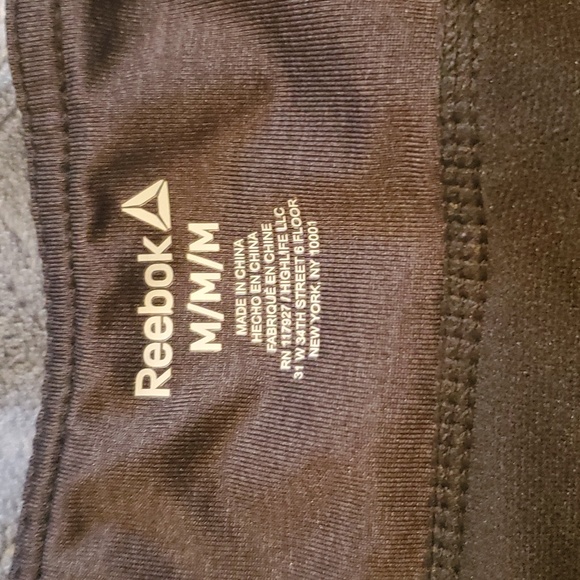 Reebok
M/M/M
MADE IN CHINA
HECHO EN CHINA
FABRIQUÉ EN CHINE
RN 117927 / HIGHLIFE LLC
31 W 34TH STREET 6 FLOOR
NEW YORK, NY 10001